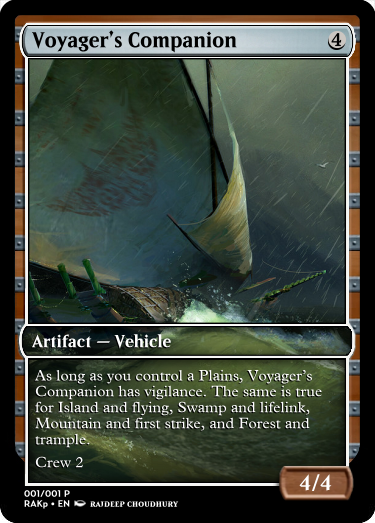 Voyager's Companion 4
Artifact — Vehicle
As long as you control a Plains, Voyager's
Companion has vigilance. The same is true
for Island and flying, Swamp and lifelink,
Mountain and first strike, and Forest and
trample.
Crew 2
4/4
001/001 P
RAKp • EN RAJDEEP CHOUDHURY